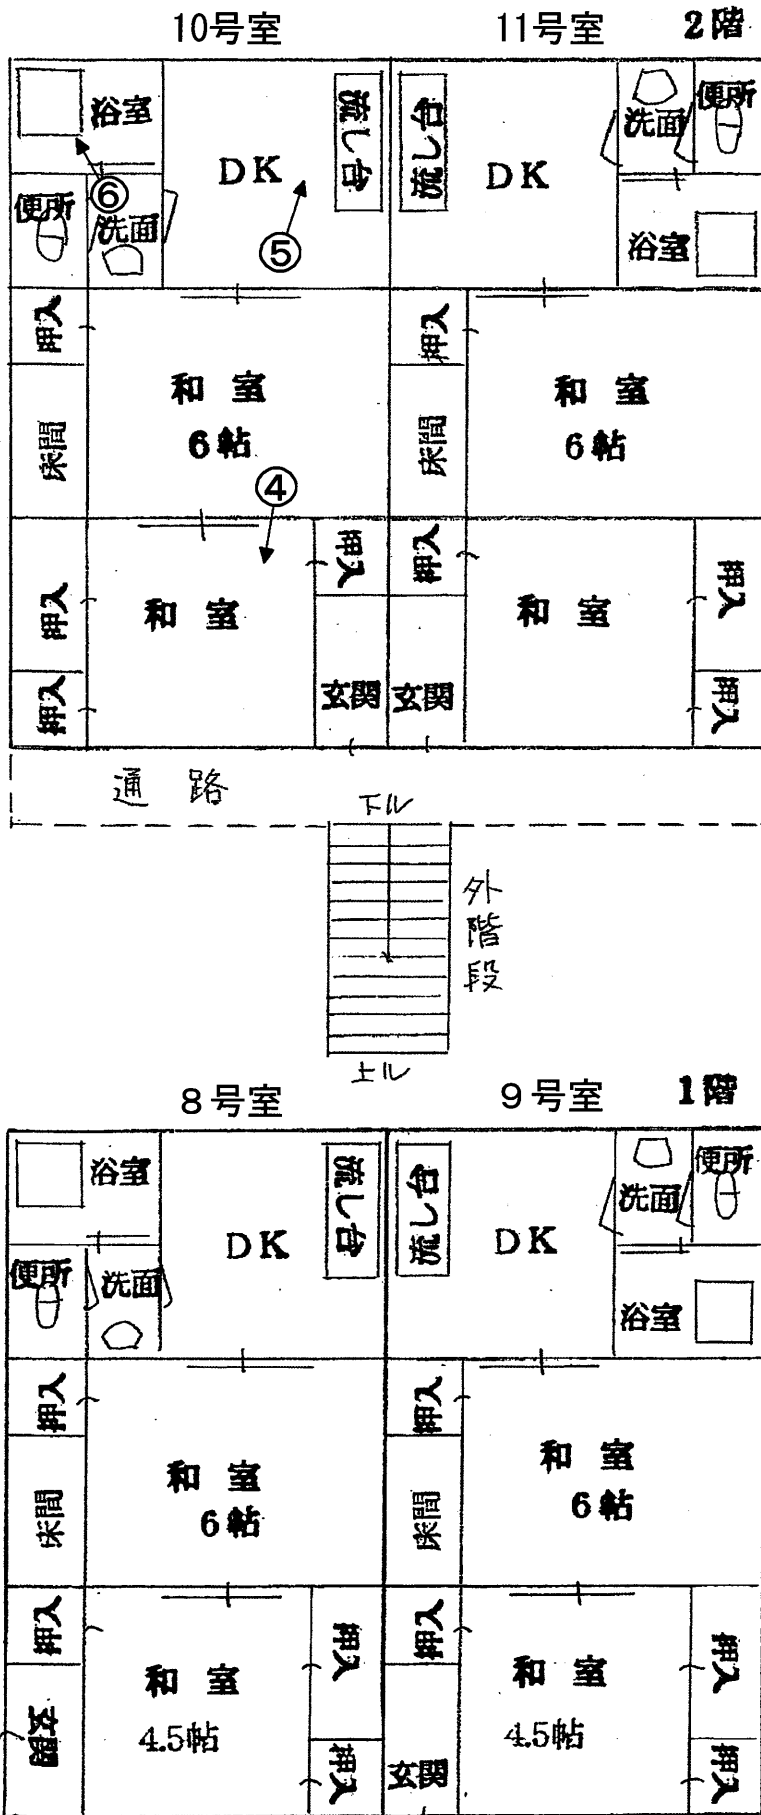 10号室 11号室 2階
浴室 DK 流し台 流し台 DK 洗面 便所
⑥
便所 洗面 ⑤ 浴室
押入 押入
和室 和室
6帖 6帖
床間 床間
④
押入 押入 押入 押入
和室 和室
押入 玄関 玄関 押入
通路
下ル
外階段
上ル
8号室 9号室 1階
浴室 DK 流し台 流し台 DK 洗面 便所
便所 洗面 浴室
押入 押入
和室 和室
6帖 6帖
床間 床間
押入 押入 押入 押入
和室 和室
4.5帖 4.5帖
玄関 押入 玄関 押入